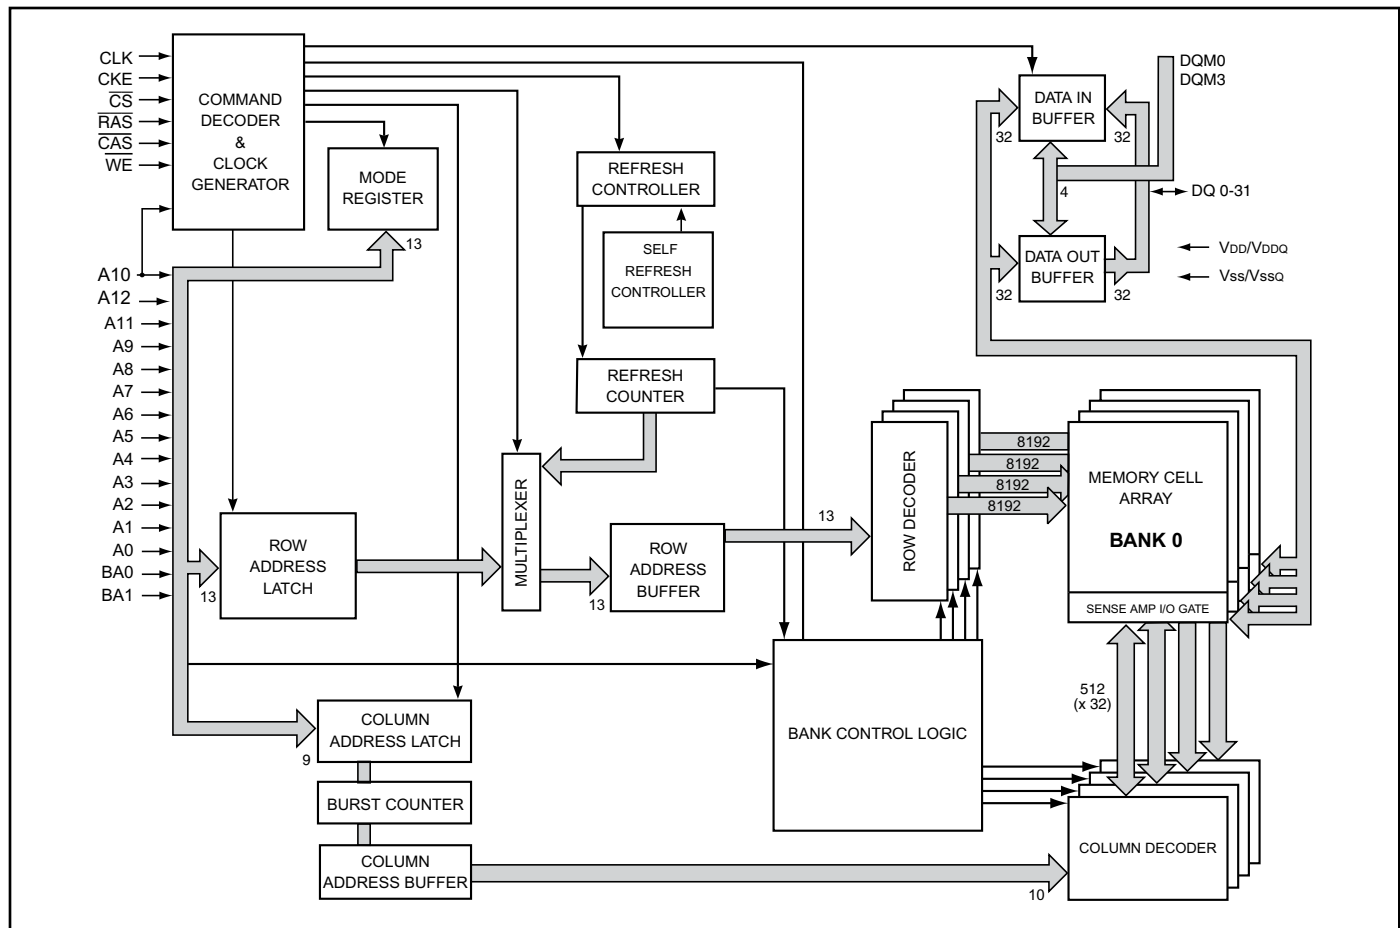 CLK
CKE
C̅S̅
R̅A̅S̅
C̅A̅S̅
W̅E̅
COMMAND
DECODER
&
CLOCK
GENERATOR
MODE
REGISTER
13
REFRESH
CONTROLLER
SELF
REFRESH
CONTROLLER
REFRESH
COUNTER
DATA IN
BUFFER
32
32
DQM0
DQM3
4
DQ 0-31
DATA OUT
BUFFER
32
32
VDD/VDDQ
Vss/VssQ
A10
A12
A11
A9
A8
A7
A6
A5
A4
A3
A2
A1
A0
BA0
BA1
13
ROW
ADDRESS
LATCH
MULTIPLEXER
13
ROW
ADDRESS
BUFFER
13
ROW DECODER
8192
8192
8192
8192
MEMORY CELL
ARRAY
BANK 0
SENSE AMP I/O GATE
512
(x 32)
BANK CONTROL LOGIC
9
COLUMN
ADDRESS LATCH
BURST COUNTER
COLUMN
ADDRESS BUFFER
10
COLUMN DECODER